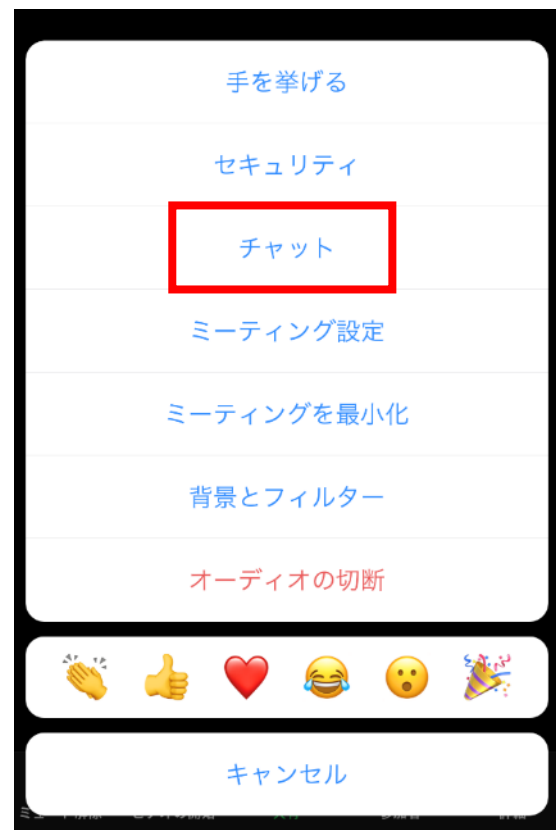 手を挙げる
セキュリティ
チャット
ミーティング設定
ミーティングを最小化
背景とフィルター
オーディオの切断
キャンセル